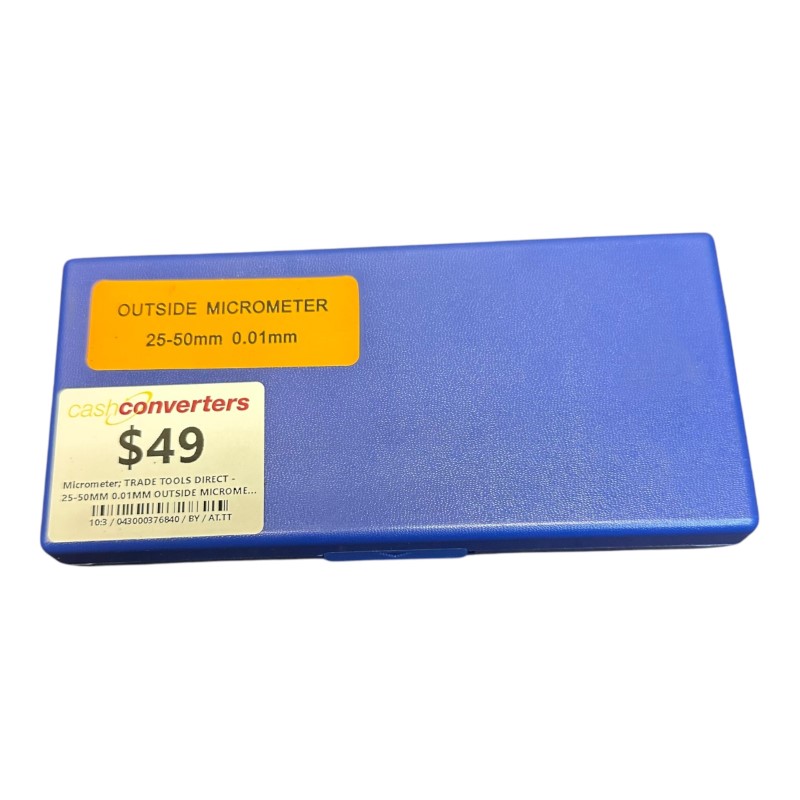 OUTSIDE MICROMETER
25-50mm 0.01mm
cashconverters
$49
Micrometer; TRADE TOOLS DIRECT -
25-50MM 0.01MM OUTSIDE MICROME...
10:3 / 043000376840 / BY / AT.TT